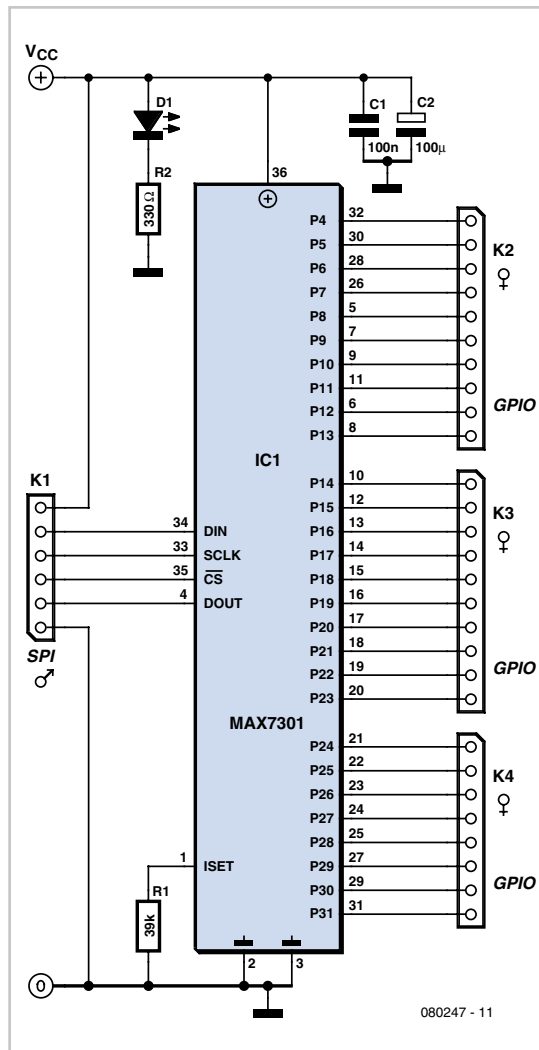 VCC
D1
C1
C2
100n
100µ
R2
330Ω
36
P4
32
P5
30
P6
28
P7
26
P8
5
P9
7
P10
9
P11
11
P12
6
P13
8
K2
GPIO
IC1
K1
34
DIN
33
SCLK
35
CS
4
DOUT
SPI
P14
10
P15
12
P16
13
P17
14
P18
15
P19
16
P20
17
P21
18
P22
19
P23
20
K3
GPIO
MAX7301
P24
21
P25
22
P26
23
P27
24
P28
25
P29
27
P30
29
P31
31
K4
GPIO
1
ISET
R1
39k
2
3
0
080247 - 11